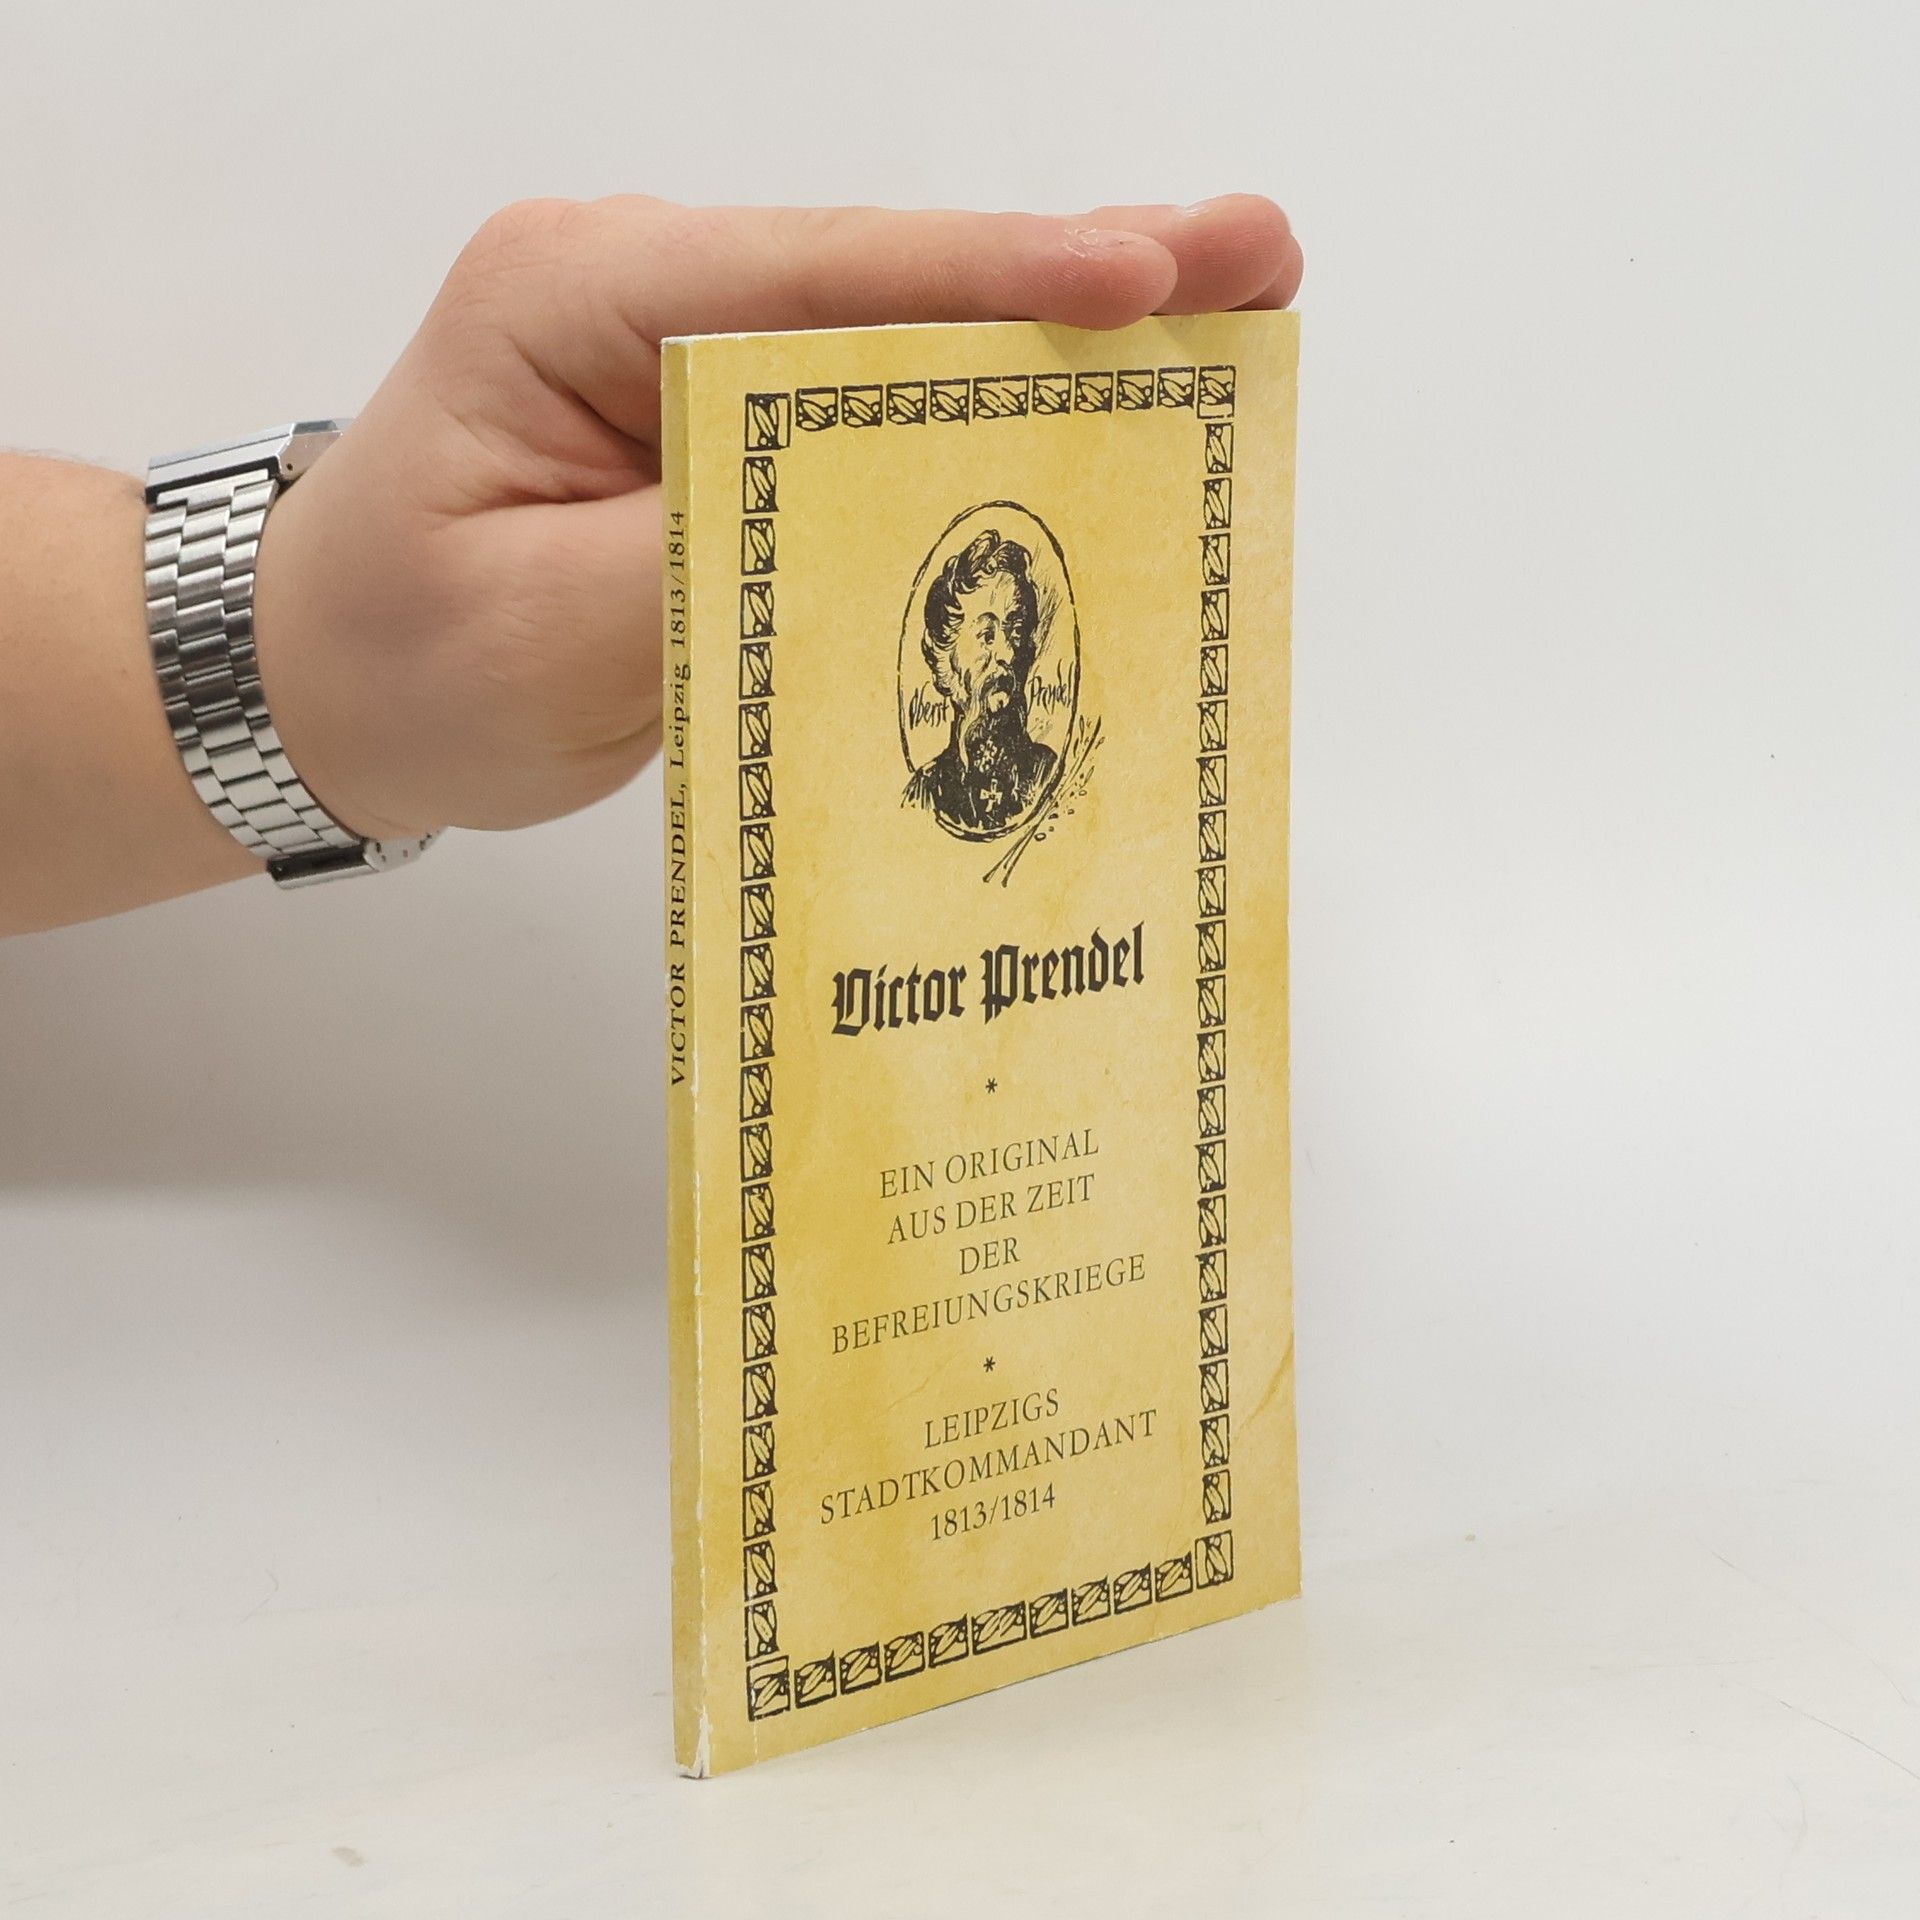 VICTOR PRENDEL, Leipzig 1813/1814
Oberst Prendel
Victor Prendel
*
EIN ORIGINAL
AUS DER ZEIT
DER
BEFREIUNGSKRIEGE
*
LEIPZIGS
STADTKOMMANDANT
1813/1814